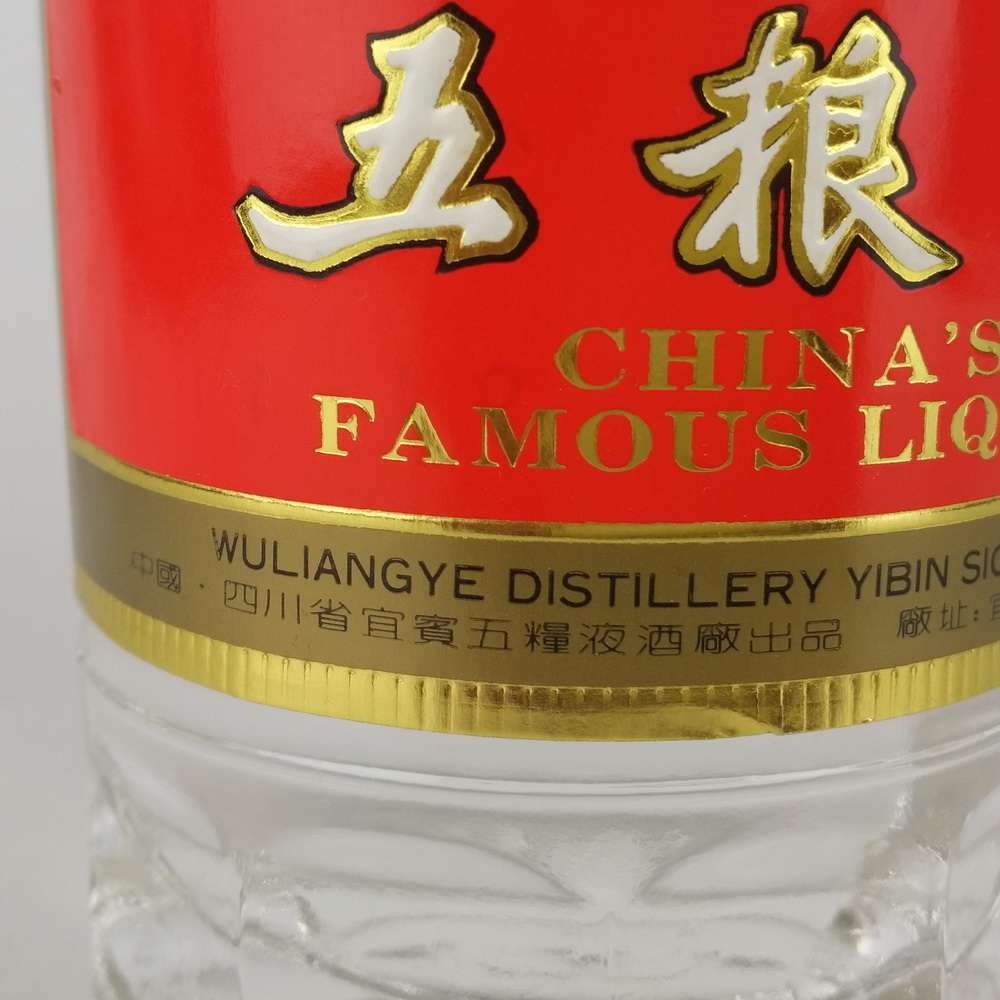 五粮
CHINA'S
FAMOUS LIQ
WULIANGYE DISTILLERY YIBIN SIC
中國·四川省宜賓五糧液酒廠出品 廠址: